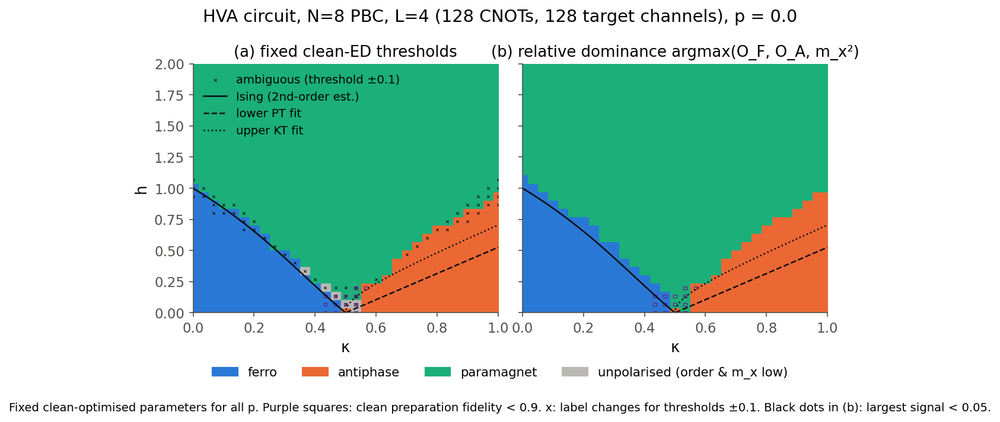 HVA circuit, N=8 PBC, L=4 (128 CNOTs, 128 target channels), p = 0.0
(a) fixed clean-ED thresholds
(b) relative dominance argmax(O_F, O_A, m_x²)
2.00
1.75
1.50
1.25
1.00
0.75
0.50
0.25
0.00
h
ambiguous (threshold ±0.1)
Ising (2nd-order est.)
lower PT fit
upper KT fit
0.0 0.2 0.4 0.6 0.8 1.0
κ
0.0 0.2 0.4 0.6 0.8 1.0
κ
ferro antiphase paramagnet unpolarised (order & m_x low)
Fixed clean-optimised parameters for all p. Purple squares: clean preparation fidelity < 0.9. x: label changes for thresholds ±0.1. Black dots in (b): largest signal < 0.05.